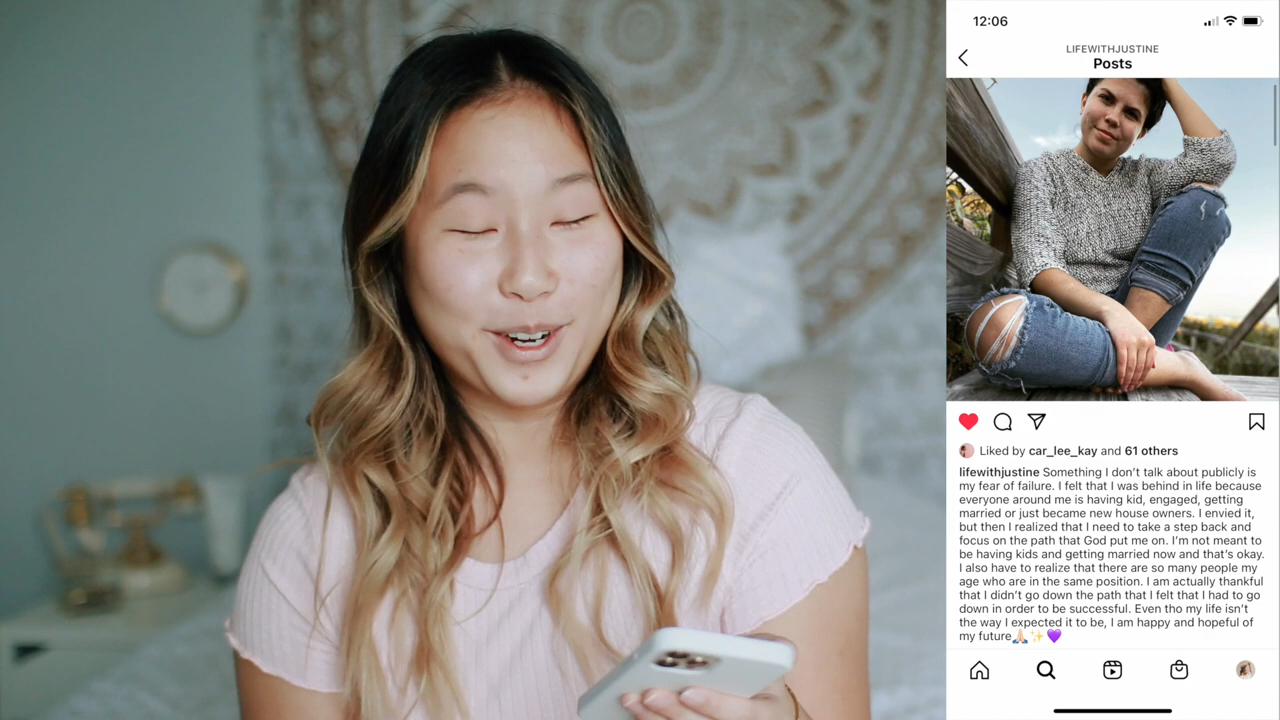 12:06
LIFEWITHJUSTINE
Posts
Liked by car_lee_kay and 61 others
lifewithjustine Something I don't talk about publicly is
my fear of failure. I felt that I was behind in life because
everyone around me is having kid, engaged, getting
married or just became new house owners. I envied it,
but then I realized that I need to take a step back and
focus on the path that God put me on. I'm not meant to
be having kids and getting married now and that's okay.
I also have to realize that there are so many people my
age who are in the same position. I am actually thankful
that I didn't go down the path that I felt that I had to go
down in order to be successful. Even tho my life isn't
the way I expected it to be, I am happy and hopeful of
my future🙏🏻✨💜